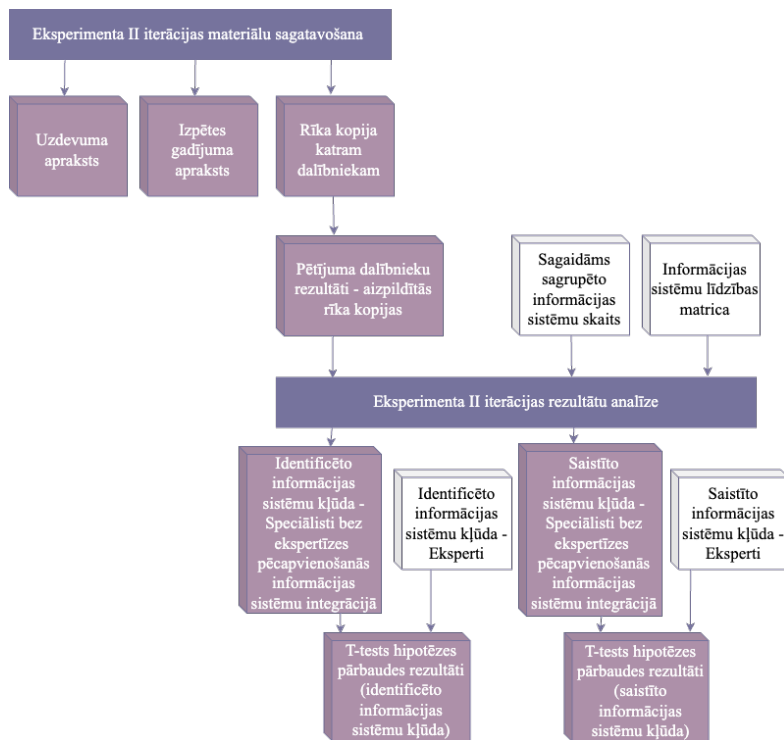 Eksperimenta II iterācijas materiālu sagatavošana
Uzdevuma
apraksts
Izpētes
gadījuma
apraksts
Rīka kopija
katram
dalībniekam
Pētījuma dalībnieku
rezultāti - aizpildītās
rīka kopijas
Sagaidāms
sagrupēto
informācijas
sistēmu skaits
Informācijas
sistēmu līdzības
matrica
Eksperimenta II iterācijas rezultātu analīze
Identificēto
informācijas
sistēmu kļūda -
Speciālisti bez
ekspertīzes
pēcapvienošanās
informācijas
sistēmu integrācijā
Identificēto
informācijas
sistēmu kļūda -
Eksperti
Saistīto
informācijas
sistēmu kļūda -
Speciālisti bez
ekspertīzes
pēcapvienošanās
informācijas
sistēmu integrācijā
Saistīto
informācijas
sistēmu kļūda -
Eksperti
T-tests hipotēzes
pārbaudes rezultāti
(identificēto
informācijas
sistēmu kļūda)
T-tests hipotēzes
pārbaudes rezultāti
(saistīto
informācijas
sistēmu kļūda)